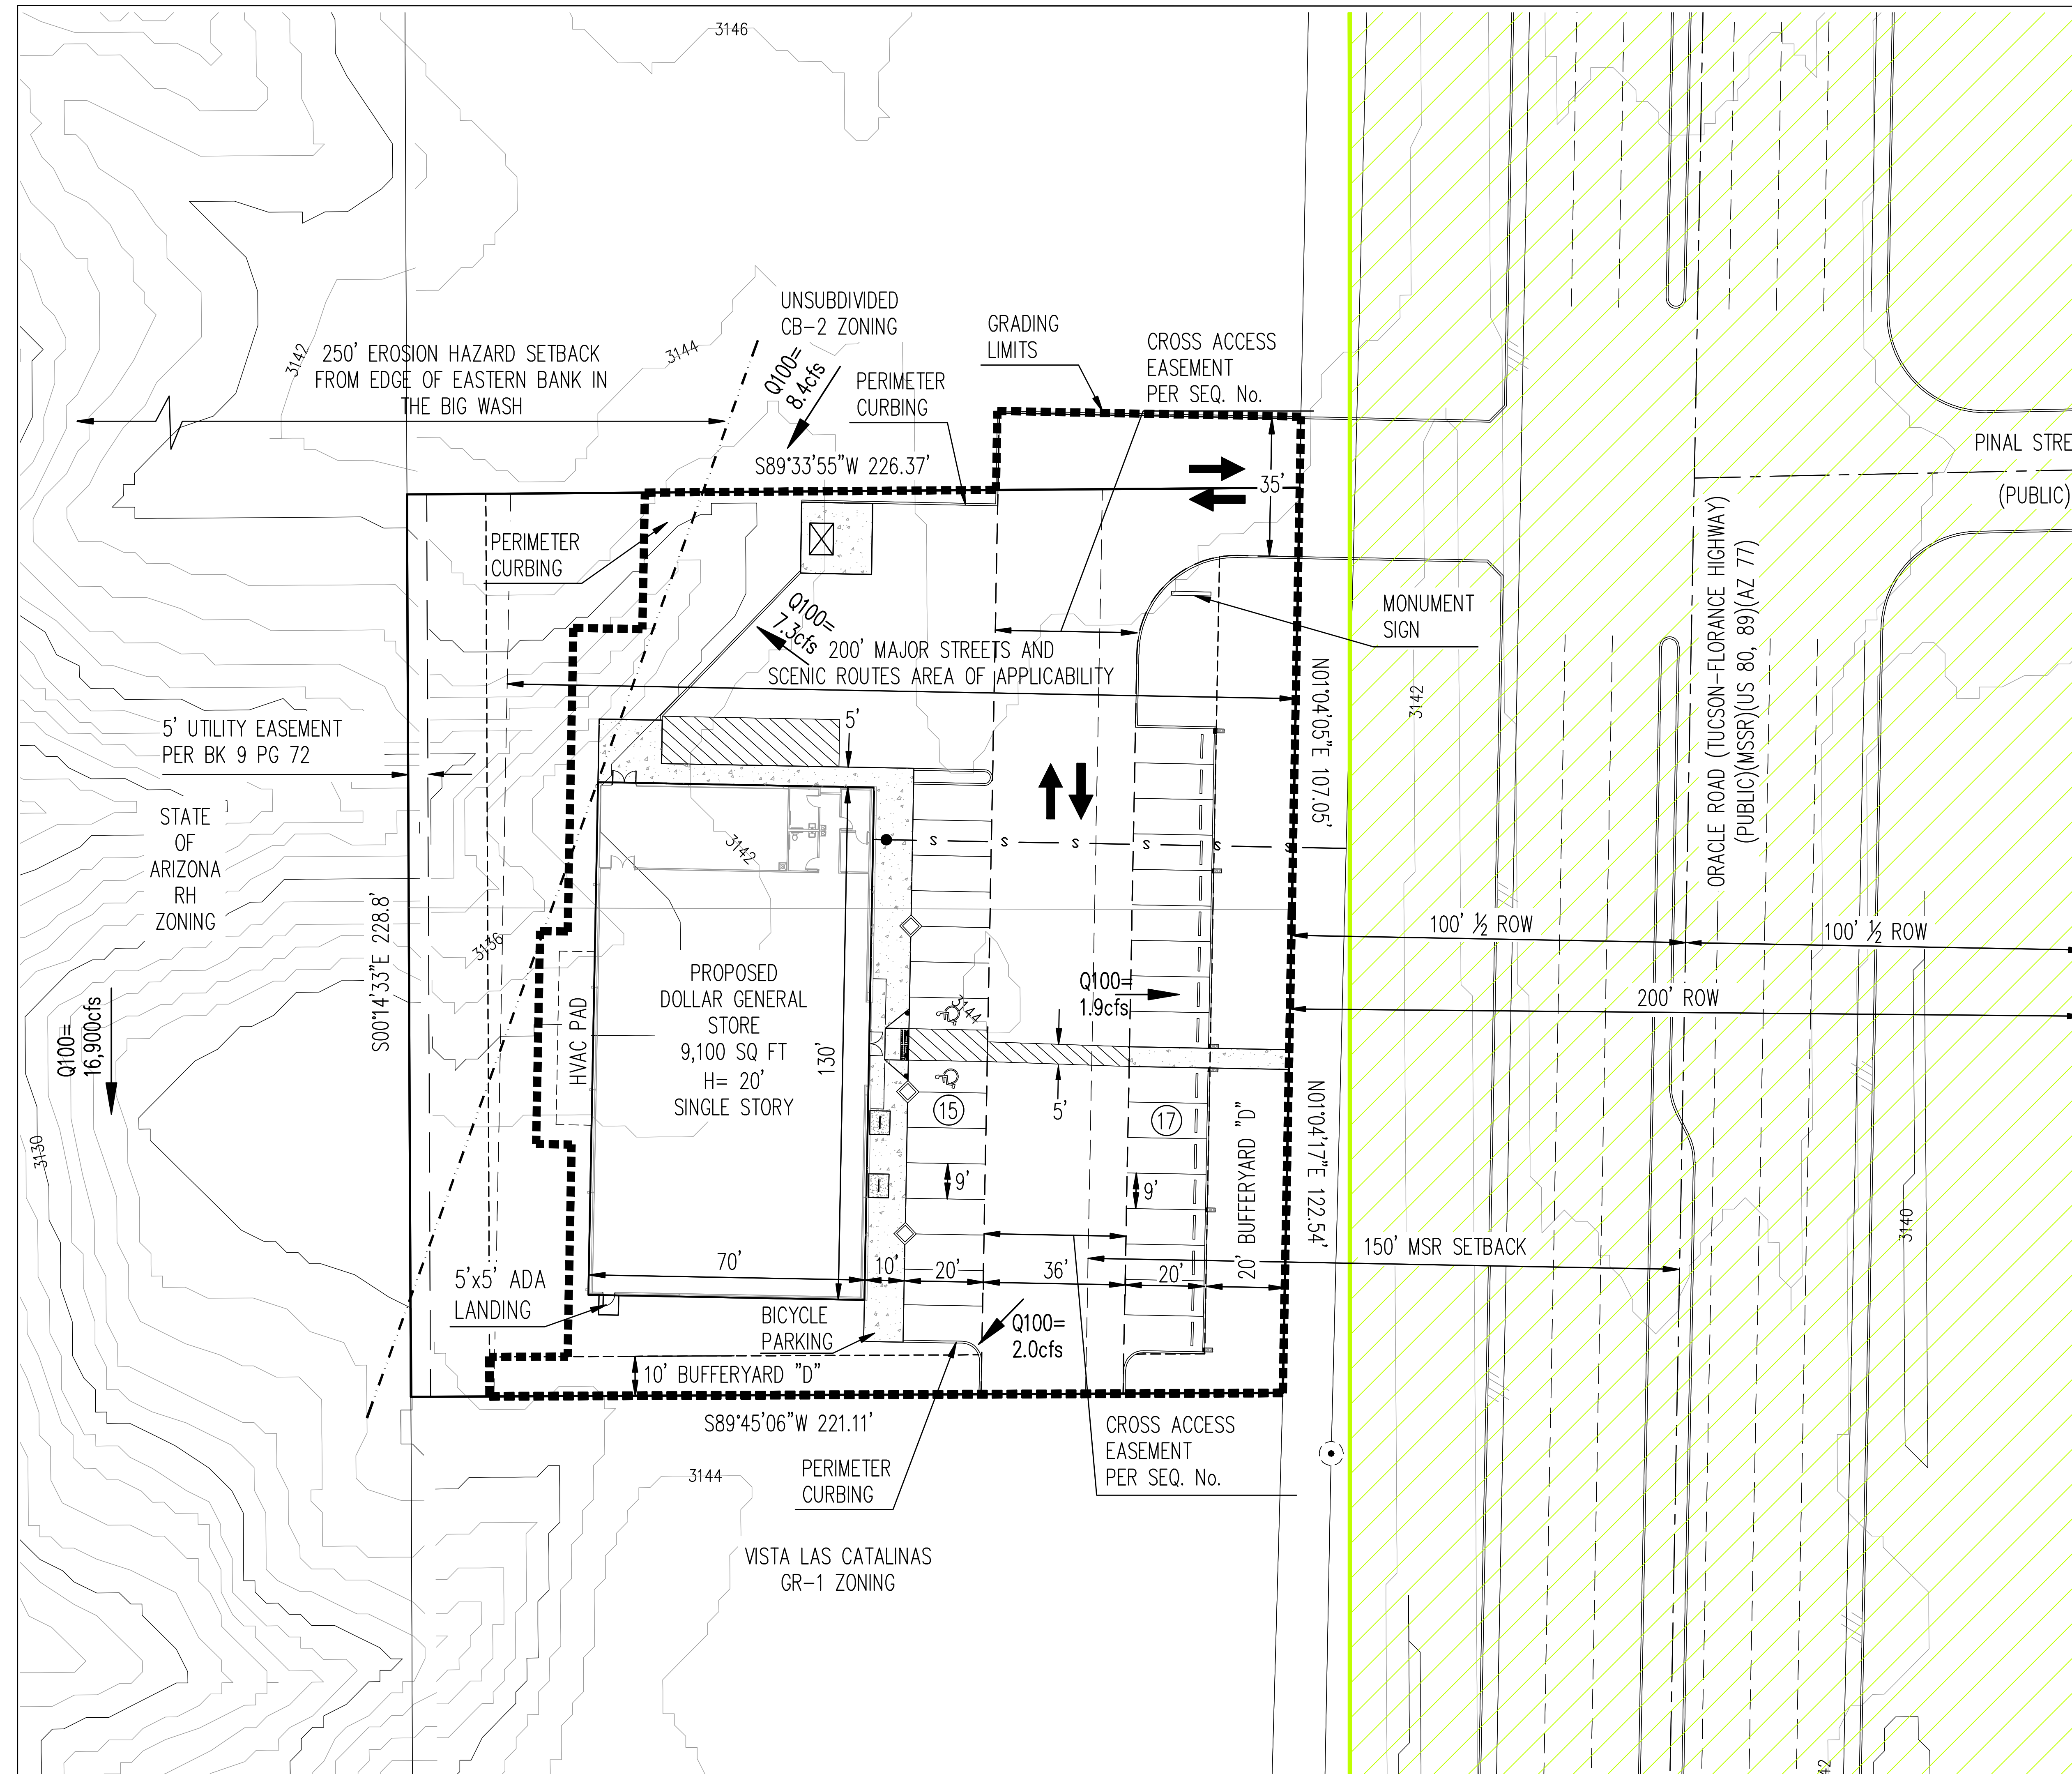 3146
UNSUBDIVIDED
CB-2 ZONING
GRADING
LIMITS
CROSS ACCESS
EASEMENT
PER SEQ. No.
3142
250' EROSION HAZARD SETBACK
FROM EDGE OF EASTERN BANK IN
THE BIG WASH
3144
Q100=
8.4cfs
PERIMETER
CURBING
S89°33'55"W 226.37'
PINAL STRE
(PUBLIC)
35'
PERIMETER
CURBING
Q100=
7.3cfs
MONUMENT
SIGN
200' MAJOR STREETS AND
SCENIC ROUTES AREA OF APPLICABILITY
N01°04'05"E 107.05'
3142
ORACLE ROAD (TUCSON-FLORANCE HIGHWAY)
(PUBLIC)(MSSR)(US 80, 89)(AZ 77)
5' UTILITY EASEMENT
PER BK 9 PG 72
5'
STATE
OF
ARIZONA
RH
ZONING
3142
S S S S S S
S00°14'33"E 228.8'
3136
100' ½ ROW
100' ½ ROW
200' ROW
PROPOSED
DOLLAR GENERAL
STORE
9,100 SQ FT
H= 20'
SINGLE STORY
HVAC PAD
130'
3144
Q100=
1.9cfs
Q100=
16,900cfs
3130
15
5'
17
N01°04'17"E 122.54'
20' BUFFERYARD "D"
9'
9'
3140
150' MSR SETBACK
70'
10'
20'
36'
20'
5'x5' ADA
LANDING
BICYCLE
PARKING
Q100=
2.0cfs
10' BUFFERYARD "D"
S89°45'06"W 221.11'
CROSS ACCESS
EASEMENT
PER SEQ. No.
PERIMETER
CURBING
3144
VISTA LAS CATALINAS
GR-1 ZONING
42